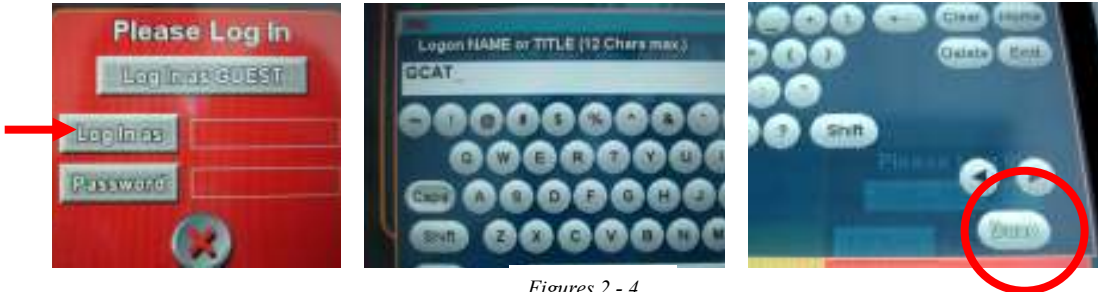 Please Log In
Log In as GUEST
Log In as
Password
Logon NAME or TITLE (12 Chars max.)
GCAT_
~ ! @ # $ % ^ & -
Q W E R T Y U I
Caps A S D F G H J
Shift Z X C V B N M
_ + \ ← Clear Home
{ } Delete End
" 
? Shift
Figures 2 - 4